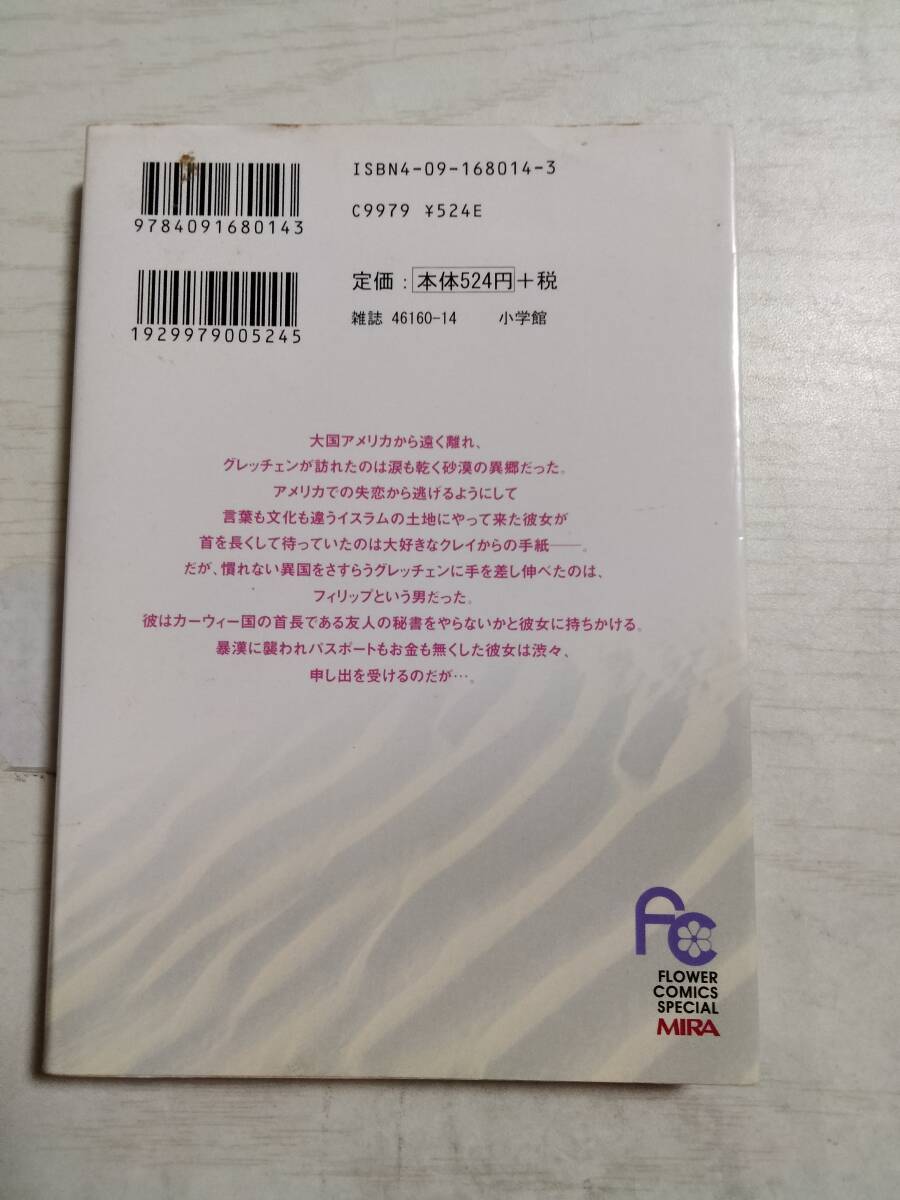 ISBN4-09-168014-3
9784091680143
C9979 ¥524E
1929979005245
定価：本体524円＋税
雑誌 46160-14 小学館
大国アメリカから遠く離れ、
グレッチェンが訪れたのは涙も乾く砂漠の異郷だった。
アメリカでの失恋から逃げるようにして
言葉も文化も違うイスラムの土地にやって来た彼女が
首を長くして待っていたのは大好きなクレイからの手紙――。
だが、慣れない異国をさすらうグレッチェンに手を差し伸べたのは、
フィリップという男だった。
彼はカーウィー国の首長である友人の秘書をやらないかと彼女に持ちかける。
暴漢に襲われパスポートもお金も無くした彼女は渋々、
申し出を受けるのだが…。
FC
FLOWER
COMICS
SPECIAL
MIRA